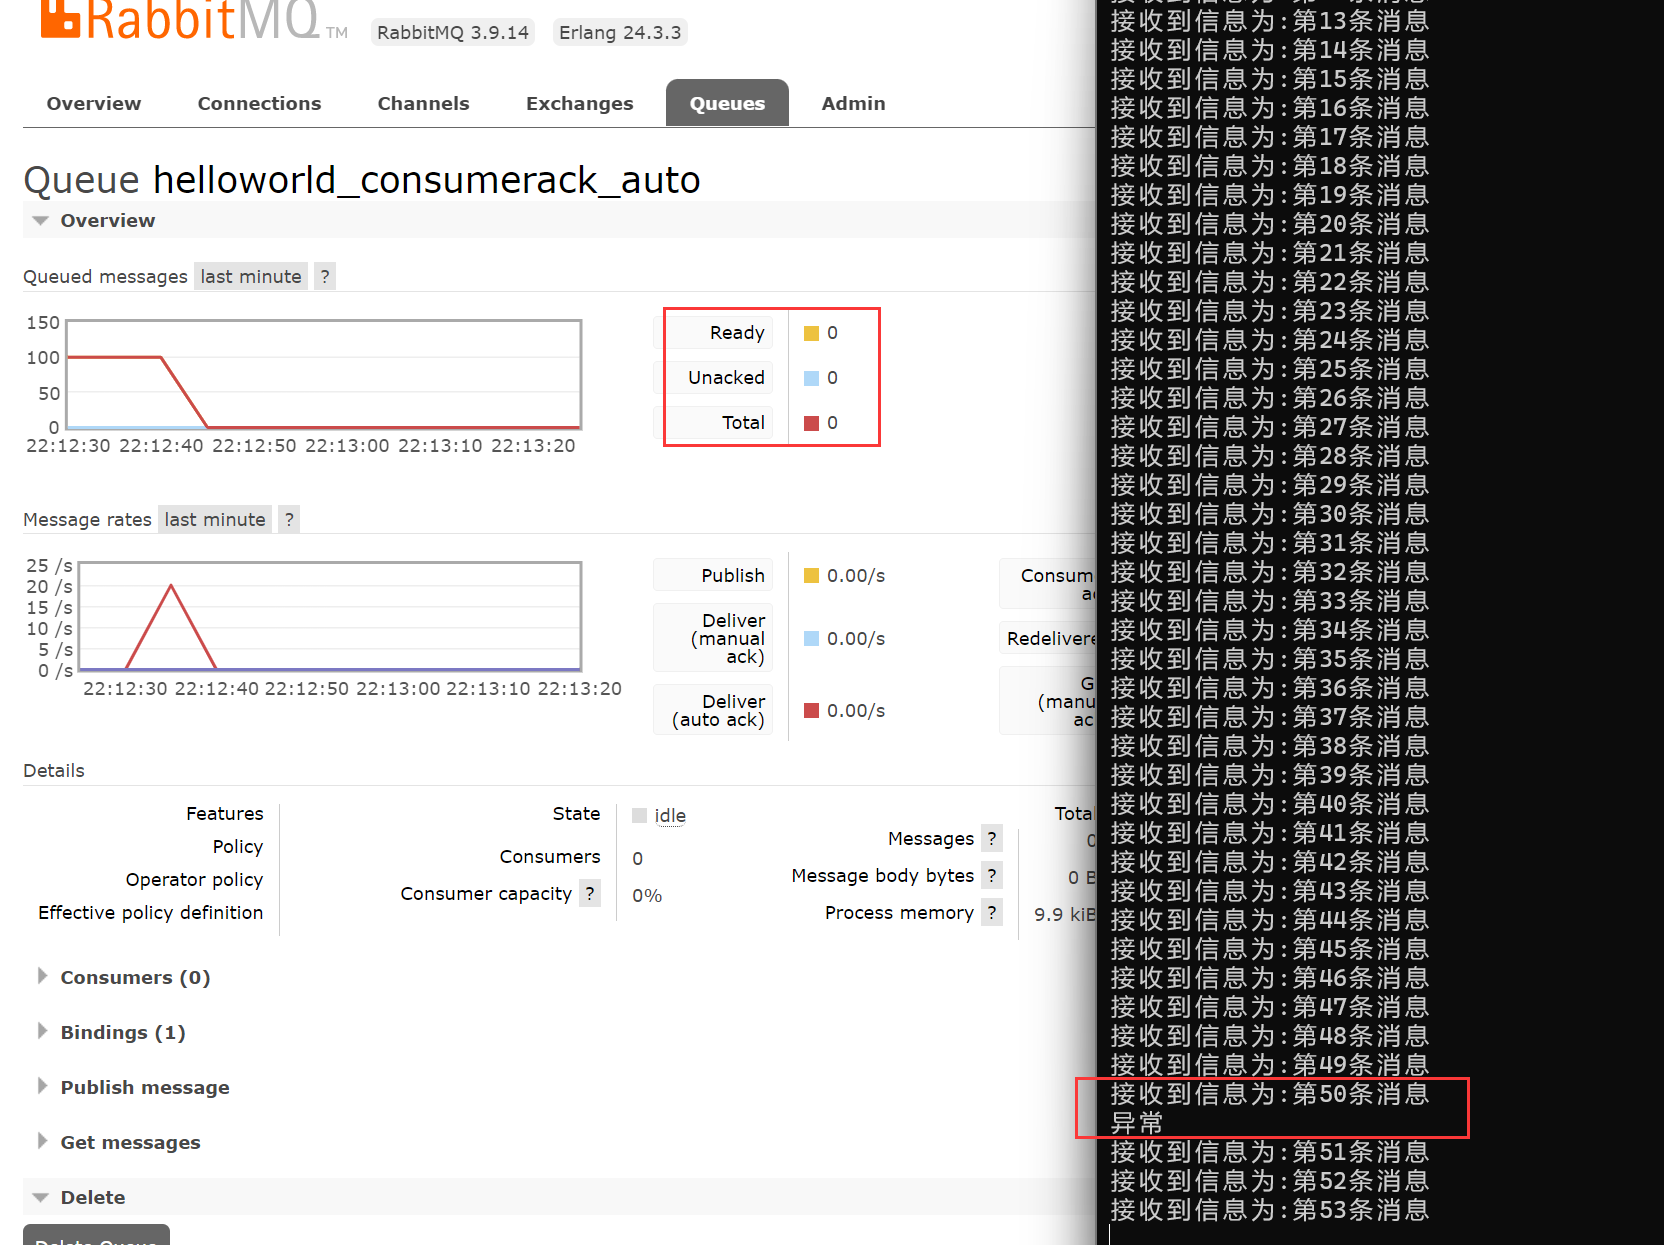 RabbitMQ TM RabbitMQ 3.9.14 Erlang 24.3.3
Overview Connections Channels Exchanges Queues Admin
Queue helloworld_consumerack_auto
Overview
Queued messages last minute ?
150
100
50
0
22:12:30 22:12:40 22:12:50 22:13:00 22:13:10 22:13:20
Ready 0
Unacked 0
Total 0
Message rates last minute ?
25 /s
20 /s
15 /s
10 /s
5 /s
0 /s
22:12:30 22:12:40 22:12:50 22:13:00 22:13:10 22:13:20
Publish 0.00/s
Deliver
(manual
ack) 0.00/s
Deliver
(auto ack) 0.00/s
Consum
Redelivere
G
(manu
ac
Details
Features
Policy
Operator policy
Effective policy definition
State idle
Consumers 0
Consumer capacity ? 0%
Total
Messages ? 0
Message body bytes ? 0 B
Process memory ? 9.9 kiB
Consumers (0)
Bindings (1)
Publish message
Get messages
Delete
Delete Queue
接收到信息为:第13条消息
接收到信息为:第14条消息
接收到信息为:第15条消息
接收到信息为:第16条消息
接收到信息为:第17条消息
接收到信息为:第18条消息
接收到信息为:第19条消息
接收到信息为:第20条消息
接收到信息为:第21条消息
接收到信息为:第22条消息
接收到信息为:第23条消息
接收到信息为:第24条消息
接收到信息为:第25条消息
接收到信息为:第26条消息
接收到信息为:第27条消息
接收到信息为:第28条消息
接收到信息为:第29条消息
接收到信息为:第30条消息
接收到信息为:第31条消息
接收到信息为:第32条消息
接收到信息为:第33条消息
接收到信息为:第34条消息
接收到信息为:第35条消息
接收到信息为:第36条消息
接收到信息为:第37条消息
接收到信息为:第38条消息
接收到信息为:第39条消息
接收到信息为:第40条消息
接收到信息为:第41条消息
接收到信息为:第42条消息
接收到信息为:第43条消息
接收到信息为:第44条消息
接收到信息为:第45条消息
接收到信息为:第46条消息
接收到信息为:第47条消息
接收到信息为:第48条消息
接收到信息为:第49条消息
接收到信息为:第50条消息
异常
接收到信息为:第51条消息
接收到信息为:第52条消息
接收到信息为:第53条消息